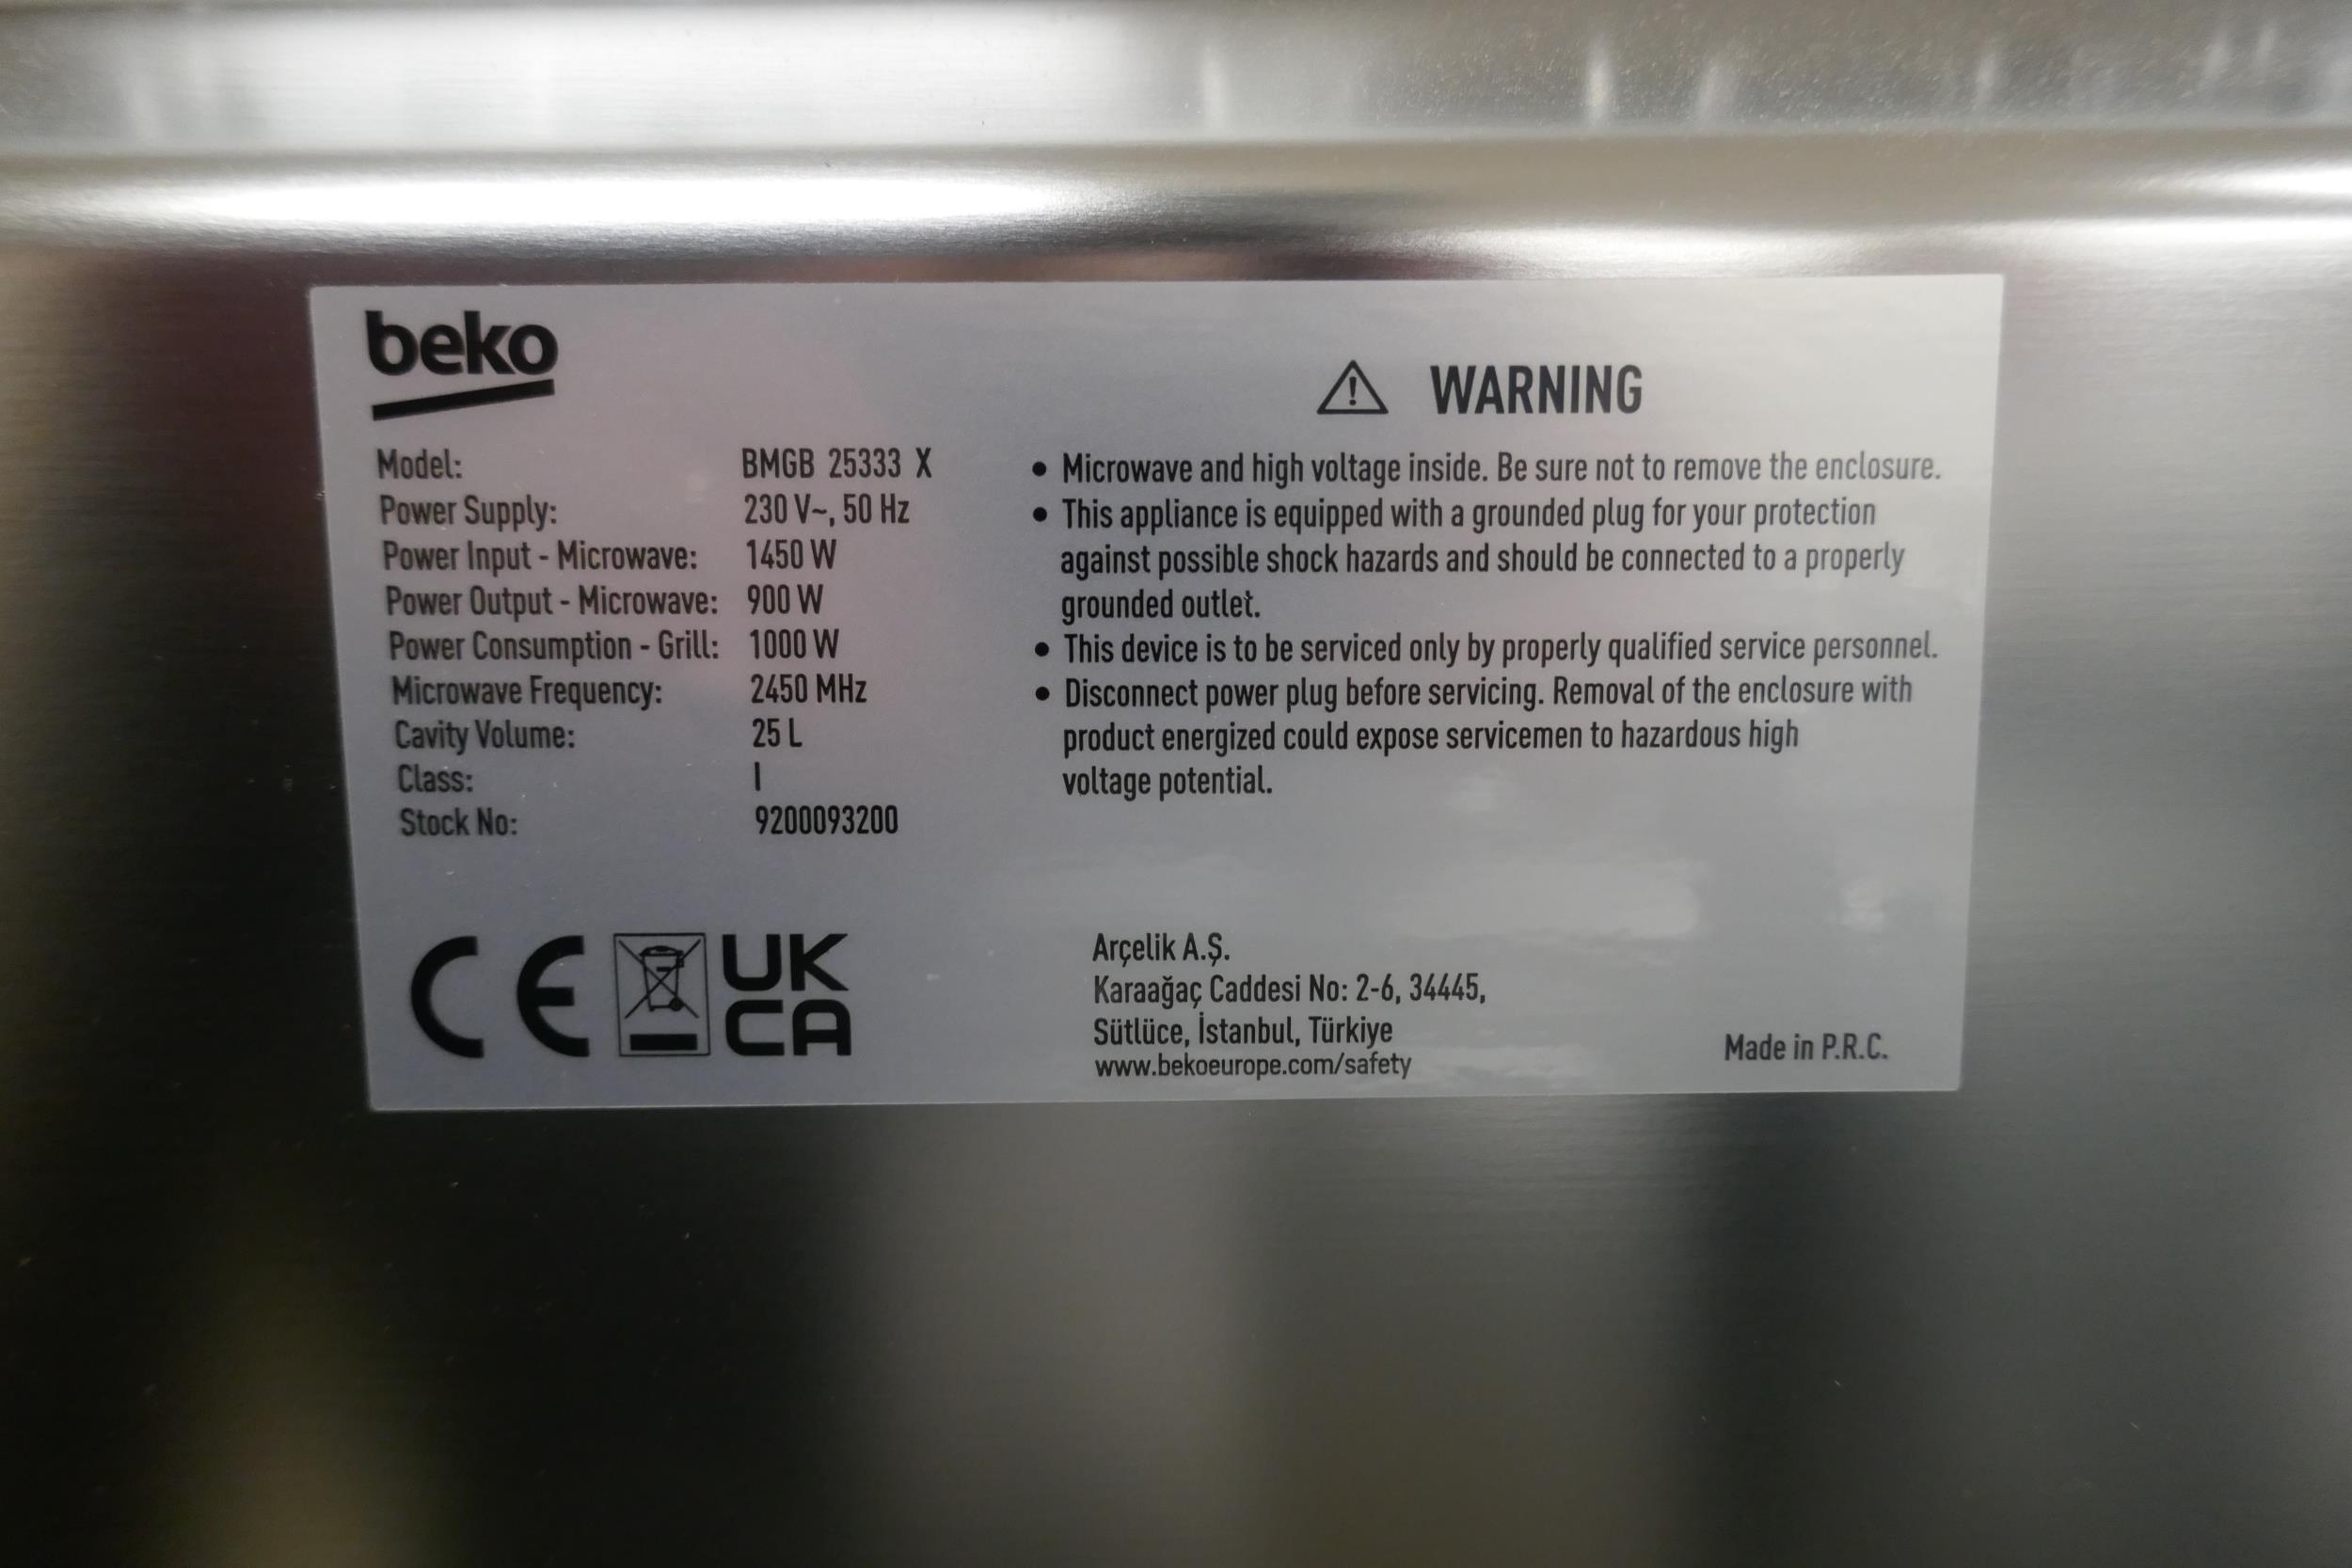 beko
Model: BMGB 25333 X
Power Supply: 230 V~, 50 Hz
Power Input - Microwave: 1450 W
Power Output - Microwave: 900 W
Power Consumption - Grill: 1000 W
Microwave Frequency: 2450 MHz
Cavity Volume: 25 L
Class: I
Stock No: 9200093200
CE
UK
CA
WARNING
• Microwave and high voltage inside. Be sure not to remove the enclosure.
• This appliance is equipped with a grounded plug for your protection
against possible shock hazards and should be connected to a properly
grounded outlet.
• This device is to be serviced only by properly qualified service personnel.
• Disconnect power plug before servicing. Removal of the enclosure with
product energized could expose servicemen to hazardous high
voltage potential.
Arçelik A.Ş.
Karaağaç Caddesi No: 2-6, 34445,
Sütlüce, İstanbul, Türkiye
www.bekoeurope.com/safety
Made in P.R.C.